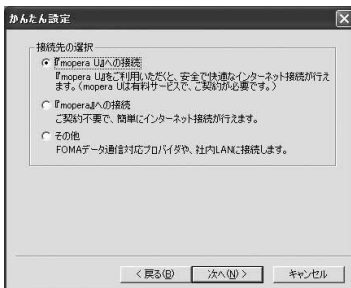 かんたん設定
接続先の選択
『mopera U』への接続
『mopera U』をご利用いただくと、安全で快適なインターネット接続が行え
ます。（mopera Uは有料サービスで、ご契約が必要です。）
『mopera』への接続
ご契約不要で、簡単にインターネット接続が行えます。
その他
FOMAデータ通信対応プロバイダや、社内LANに接続します。
< 戻る(B) 次へ(N) > キャンセル